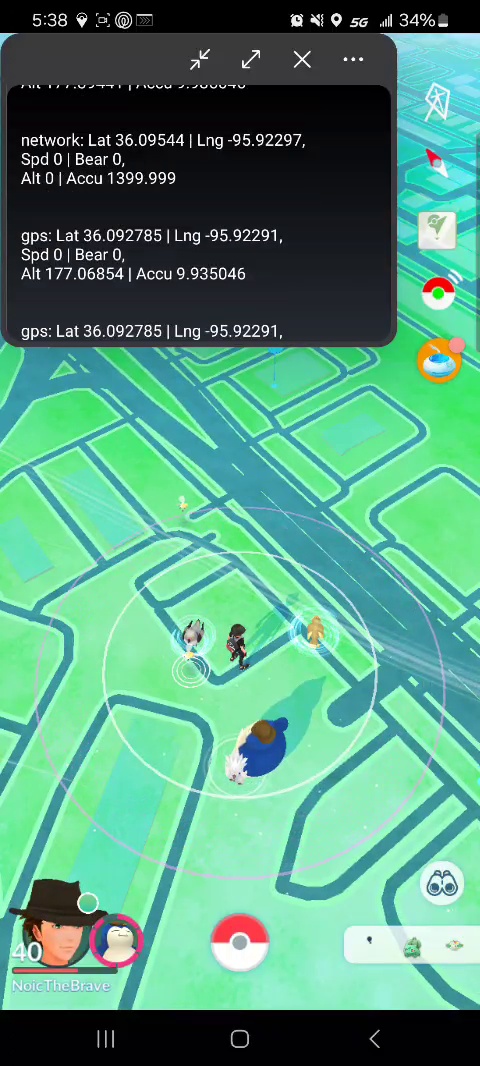 5:38
5G
34%
Alt 177.09441 | Accu 9.986046
network: Lat 36.09544 | Lng -95.92297,
Spd 0 | Bear 0,
Alt 0 | Accu 1399.999
gps: Lat 36.092785 | Lng -95.92291,
Spd 0 | Bear 0,
Alt 177.06854 | Accu 9.935046
gps: Lat 36.092785 | Lng -95.92291,
40
NoicTheBrave